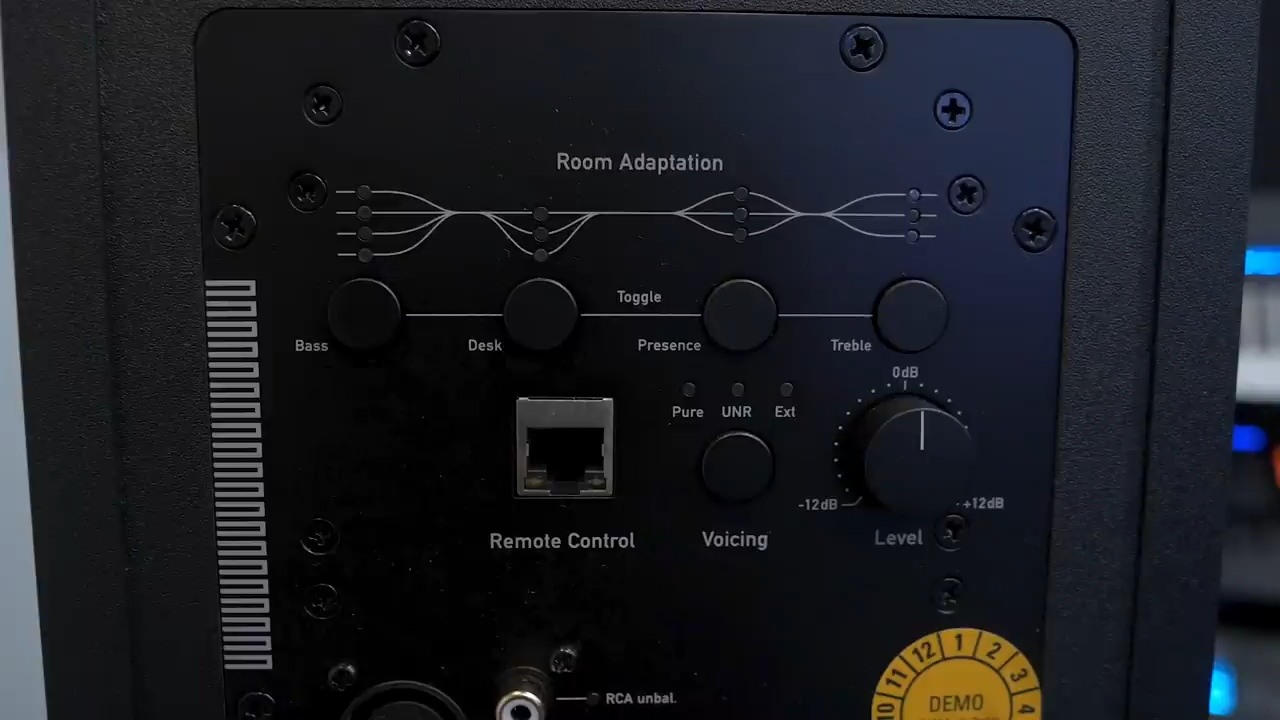 Room Adaptation
Toggle
Bass
Desk
Presence
Treble
0dB
Pure UNR Ext
-12dB
+12dB
Remote Control
Voicing
Level
RCA unbal.
10 11 12 1 2 3 4
DEMO